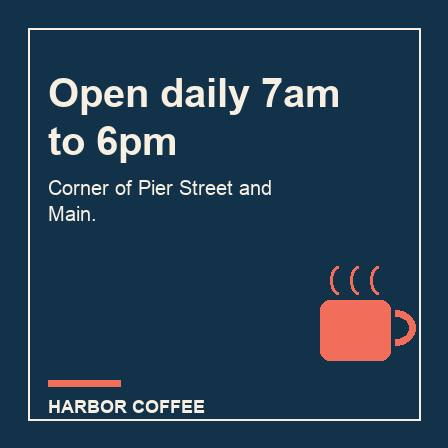 Open daily 7am
to 6pm
Corner of Pier Street and
Main.
HARBOR COFFEE